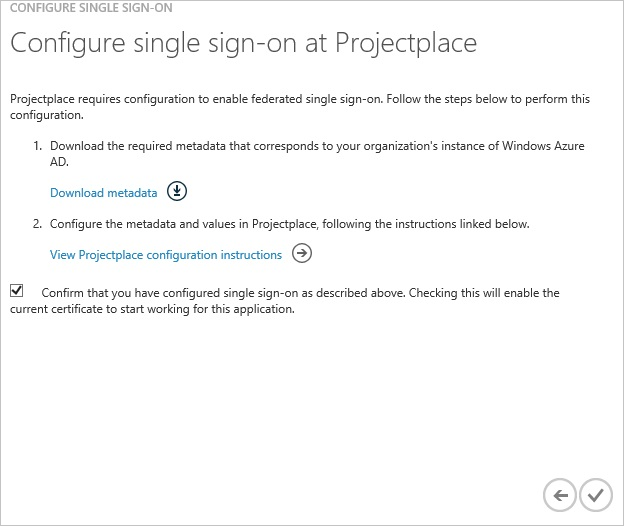 CONFIGURE SINGLE SIGN-ON
Configure single sign-on at Projectplace
Projectplace requires configuration to enable federated single sign-on. Follow the steps below to perform this
configuration.
1. Download the required metadata that corresponds to your organization's instance of Windows Azure
AD.
Download metadata
2. Configure the metadata and values in Projectplace, following the instructions linked below.
View Projectplace configuration instructions
Confirm that you have configured single sign-on as described above. Checking this will enable the
current certificate to start working for this application.